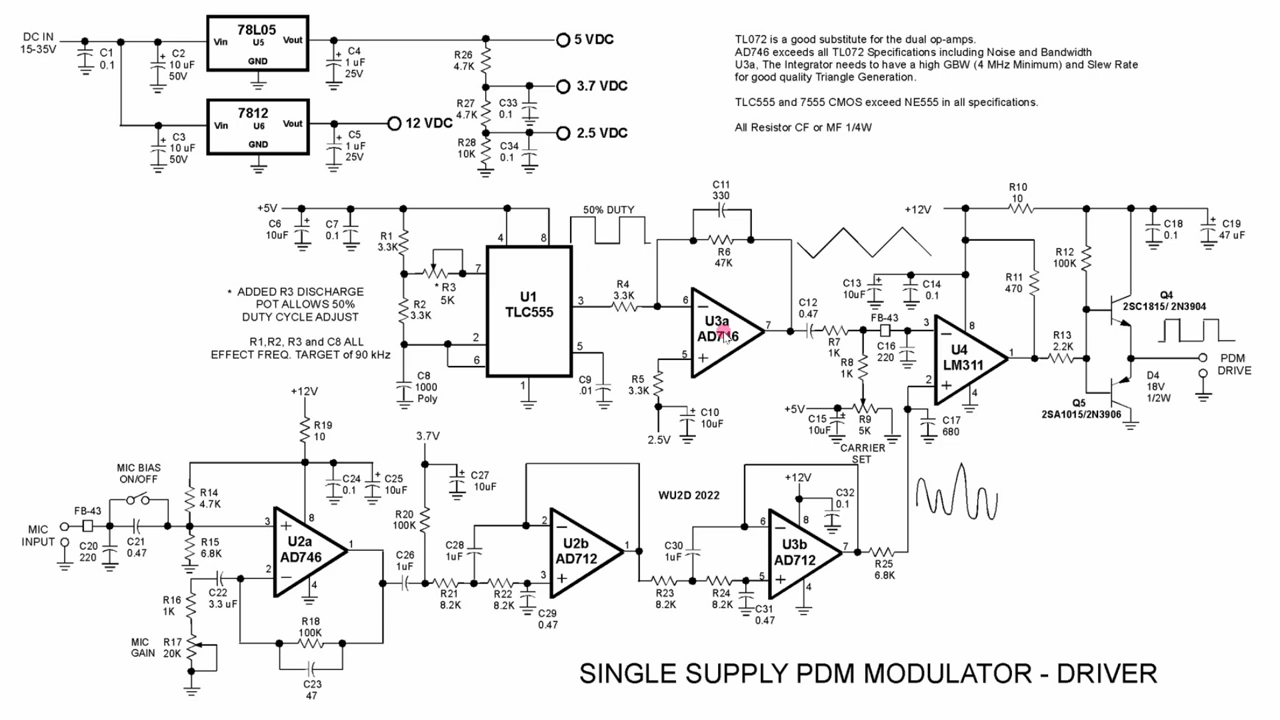 DC IN
15-35V
C1
0.1
C2
10 uF
50V
78L05
Vin
U5
Vout
GND
C4
1 uF
25V
5 VDC
R26
4.7K
3.7 VDC
R27
4.7K
C33
0.1
2.5 VDC
R28
10K
C34
0.1
C3
10 uF
50V
7812
Vin
U6
Vout
GND
12 VDC
C5
1 uF
25V
TL072 is a good substitute for the dual op-amps.
AD746 exceeds all TL072 Specifications including Noise and Bandwidth
U3a, The Integrator needs to have a high GBW (4 MHz Minimum) and Slew Rate
for good quality Triangle Generation.
TLC555 and 7555 CMOS exceed NE555 in all specifications.
All Resistor CF or MF 1/4W
+5V
C6
10uF
C7
0.1
R1
3.3K
4
8
7
* R3
5K
R2
3.3K
U1
TLC555
3
2
6
5
1
C8
1000
Poly
C9
.01
* ADDED R3 DISCHARGE
POT ALLOWS 50%
DUTY CYCLE ADJUST
R1,R2, R3 and C8 ALL
EFFECT FREQ. TARGET of 90 kHz
50% DUTY
R4
3.3K
C11
330
R6
47K
6
U3a
5
7
R5
3.3K
C10
10uF
2.5V
C12
0.47
R7
1K
R8
1K
FB-43
C16
220
+5V
C15
10uF
R9
5K
CARRIER
SET
+12V
R10
10
C13
10uF
C14
0.1
R11
470
R12
100K
C18
0.1
C19
47 uF
3
8
U4
LM311
1
2
4
C17
680
R13
2.2K
Q4
2SC1815/ 2N3904
Q5
2SA1015/2N3906
D4
18V
1/2W
PDM
DRIVE
+12V
R19
10
C24
0.1
C25
10uF
MIC BIAS
ON/OFF
FB-43
MIC
INPUT
C20
220
C21
0.47
R14
4.7K
R15
6.8K
3
8
U2a
AD746
1
2
4
C22
3.3 uF
R16
1K
MIC
GAIN
R17
20K
R18
100K
C23
47
3.7V
C27
10uF
R20
100K
C26
1uF
R21
8.2K
C28
1uF
R22
8.2K
C29
0.47
2
U2b
AD712
1
3
WU2D 2022
R23
8.2K
C30
1uF
R24
8.2K
C31
0.47
+12V
C32
0.1
6
8
U3b
AD712
7
5
4
R25
6.8K
SINGLE SUPPLY PDM MODULATOR - DRIVER